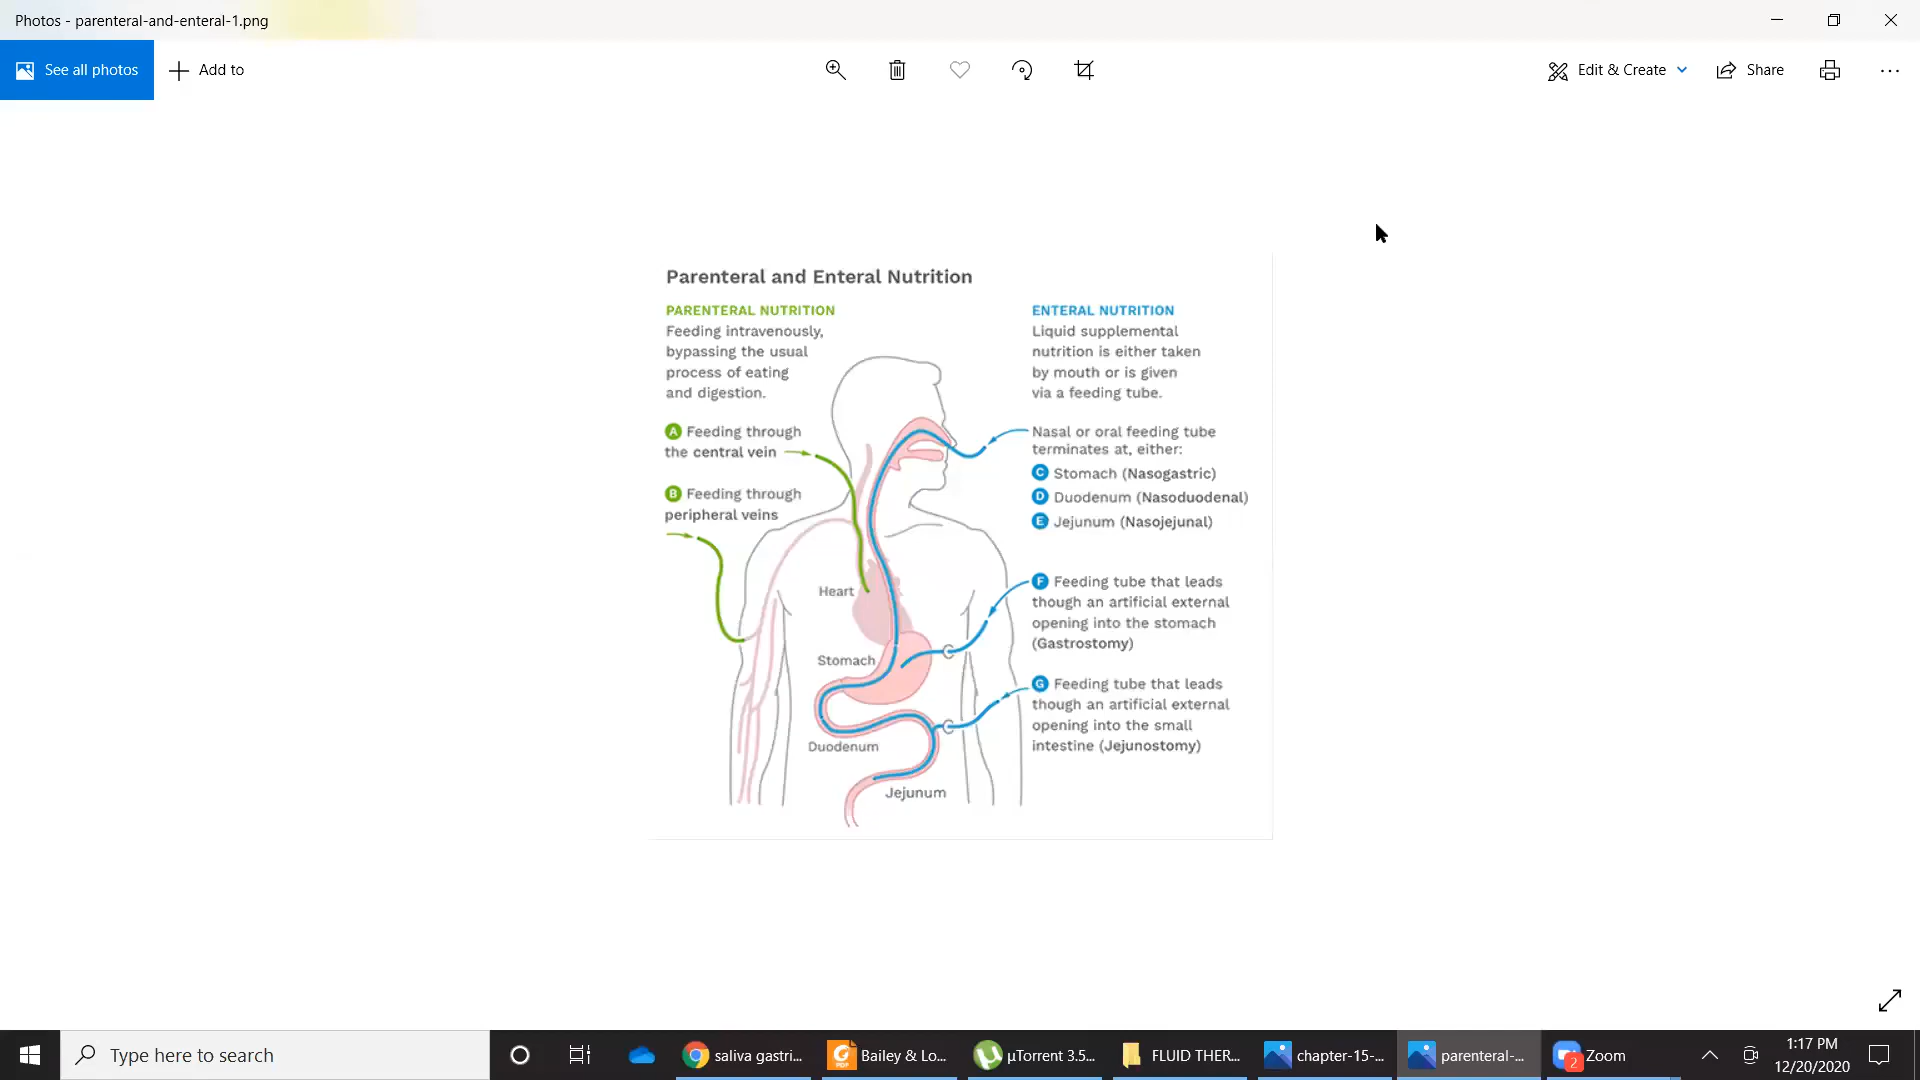 Photos - parenteral-and-enteral-1.png
See all photos
Add to
Edit & Create
Share
Parenteral and Enteral Nutrition
PARENTERAL NUTRITION
Feeding intravenously,
bypassing the usual
process of eating
and digestion.
A Feeding through
the central vein
B Feeding through
peripheral veins
ENTERAL NUTRITION
Liquid supplemental
nutrition is either taken
by mouth or is given
via a feeding tube.
Nasal or oral feeding tube
terminates at, either:
C Stomach (Nasogastric)
D Duodenum (Nasoduodenal)
E Jejunum (Nasojejunal)
F Feeding tube that leads
though an artificial external
opening into the stomach
(Gastrostomy)
G Feeding tube that leads
though an artificial external
opening into the small
intestine (Jejunostomy)
Heart
Stomach
Duodenum
Jejunum
Type here to search
saliva gastri...
Bailey & Lo...
µTorrent 3.5...
FLUID THER...
chapter-15-...
parenteral-...
2 Zoom
1:17 PM
12/20/2020